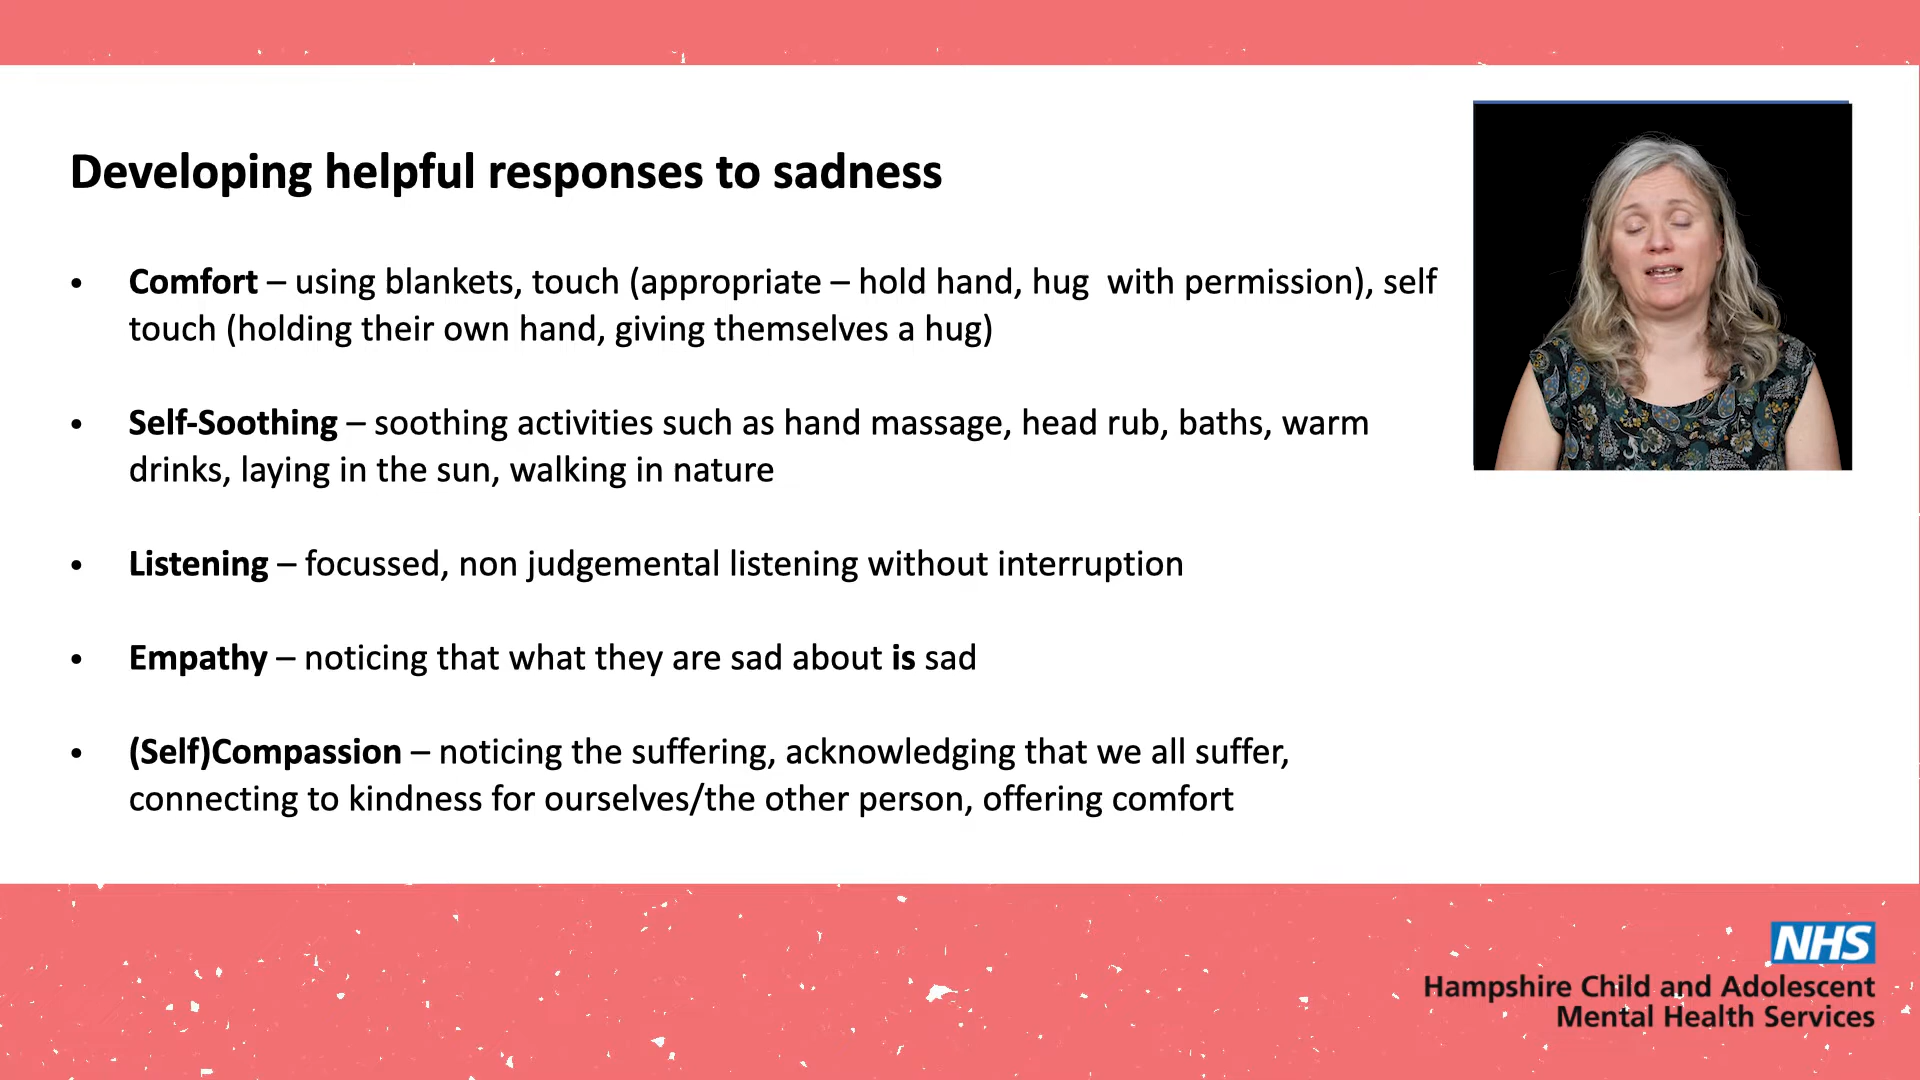 Developing helpful responses to sadness
• Comfort – using blankets, touch (appropriate – hold hand, hug  with permission), self
touch (holding their own hand, giving themselves a hug)
• Self-Soothing – soothing activities such as hand massage, head rub, baths, warm
drinks, laying in the sun, walking in nature
• Listening – focussed, non judgemental listening without interruption
• Empathy – noticing that what they are sad about is sad
• (Self)Compassion – noticing the suffering, acknowledging that we all suffer,
connecting to kindness for ourselves/the other person, offering comfort
NHS
Hampshire Child and Adolescent
Mental Health Services